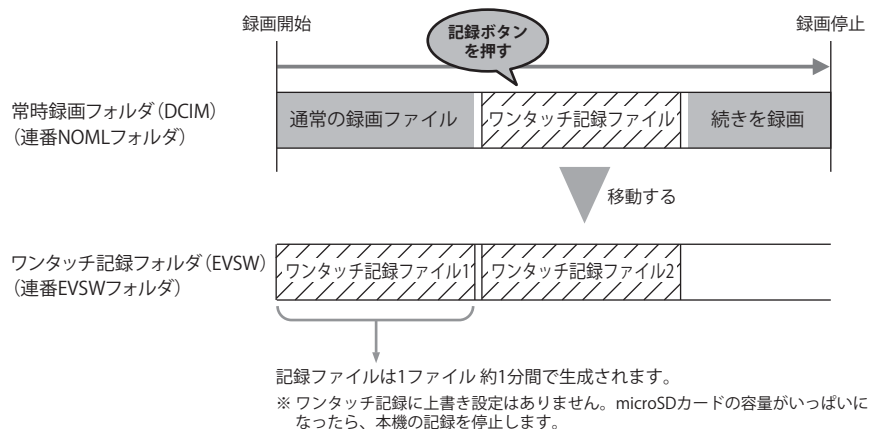 録画開始
録画停止
記録ボタン
を押す
常時録画フォルダ（DCIM）
（連番NOMLフォルダ）
通常の録画ファイル
ワンタッチ記録ファイル
続きを録画
移動する
ワンタッチ記録フォルダ（EVSW）
（連番EVSWフォルダ）
ワンタッチ記録ファイル1
ワンタッチ記録ファイル2
記録ファイルは1ファイル 約1分間で生成されます。
※ ワンタッチ記録に上書き設定はありません。microSDカードの容量がいっぱいに
なったら、本機の記録を停止します。